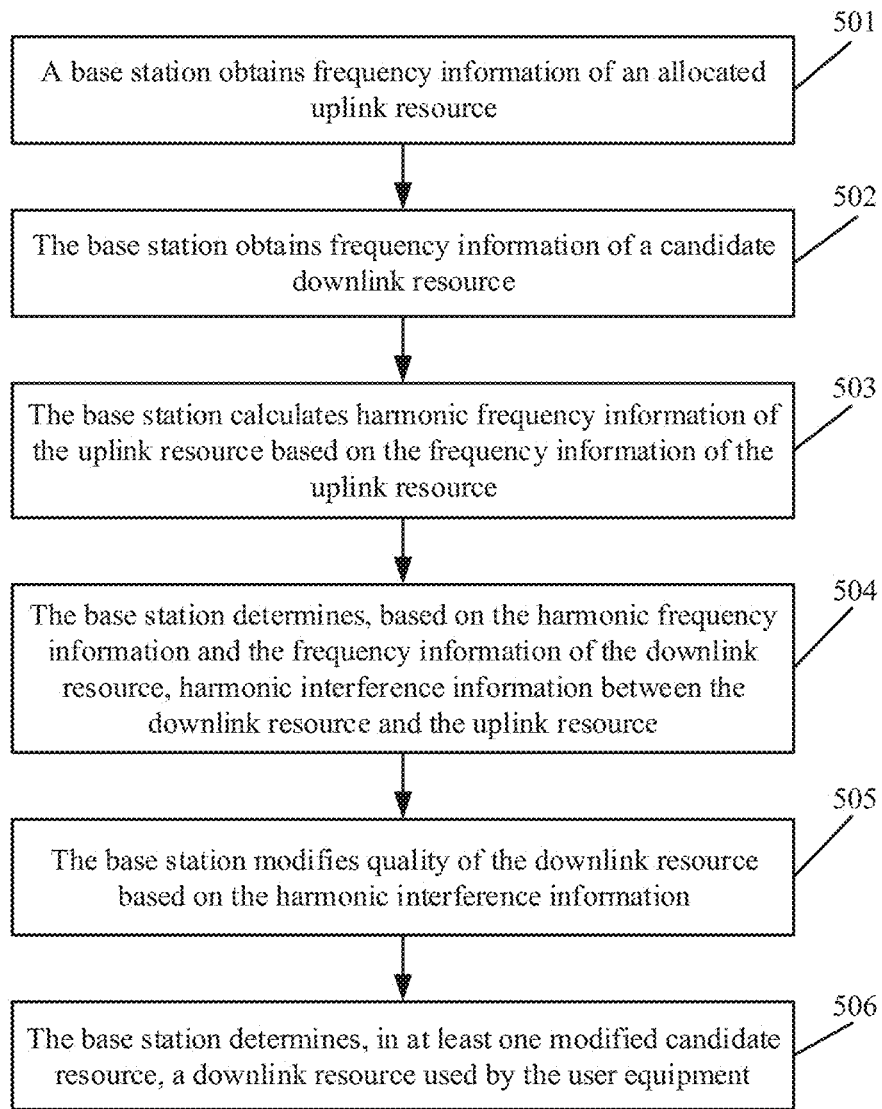 501
A base station obtains frequency information of an allocated
uplink resource
502
The base station obtains frequency information of a candidate
downlink resource
503
The base station calculates harmonic frequency information of
the uplink resource based on the frequency information of the
uplink resource
504
The base station determines, based on the harmonic frequency
information and the frequency information of the downlink
resource, harmonic interference information between the
downlink resource and the uplink resource
505
The base station modifies quality of the downlink resource
based on the harmonic interference information
506
The base station determines, in at least one modified candidate
resource, a downlink resource used by the user equipment